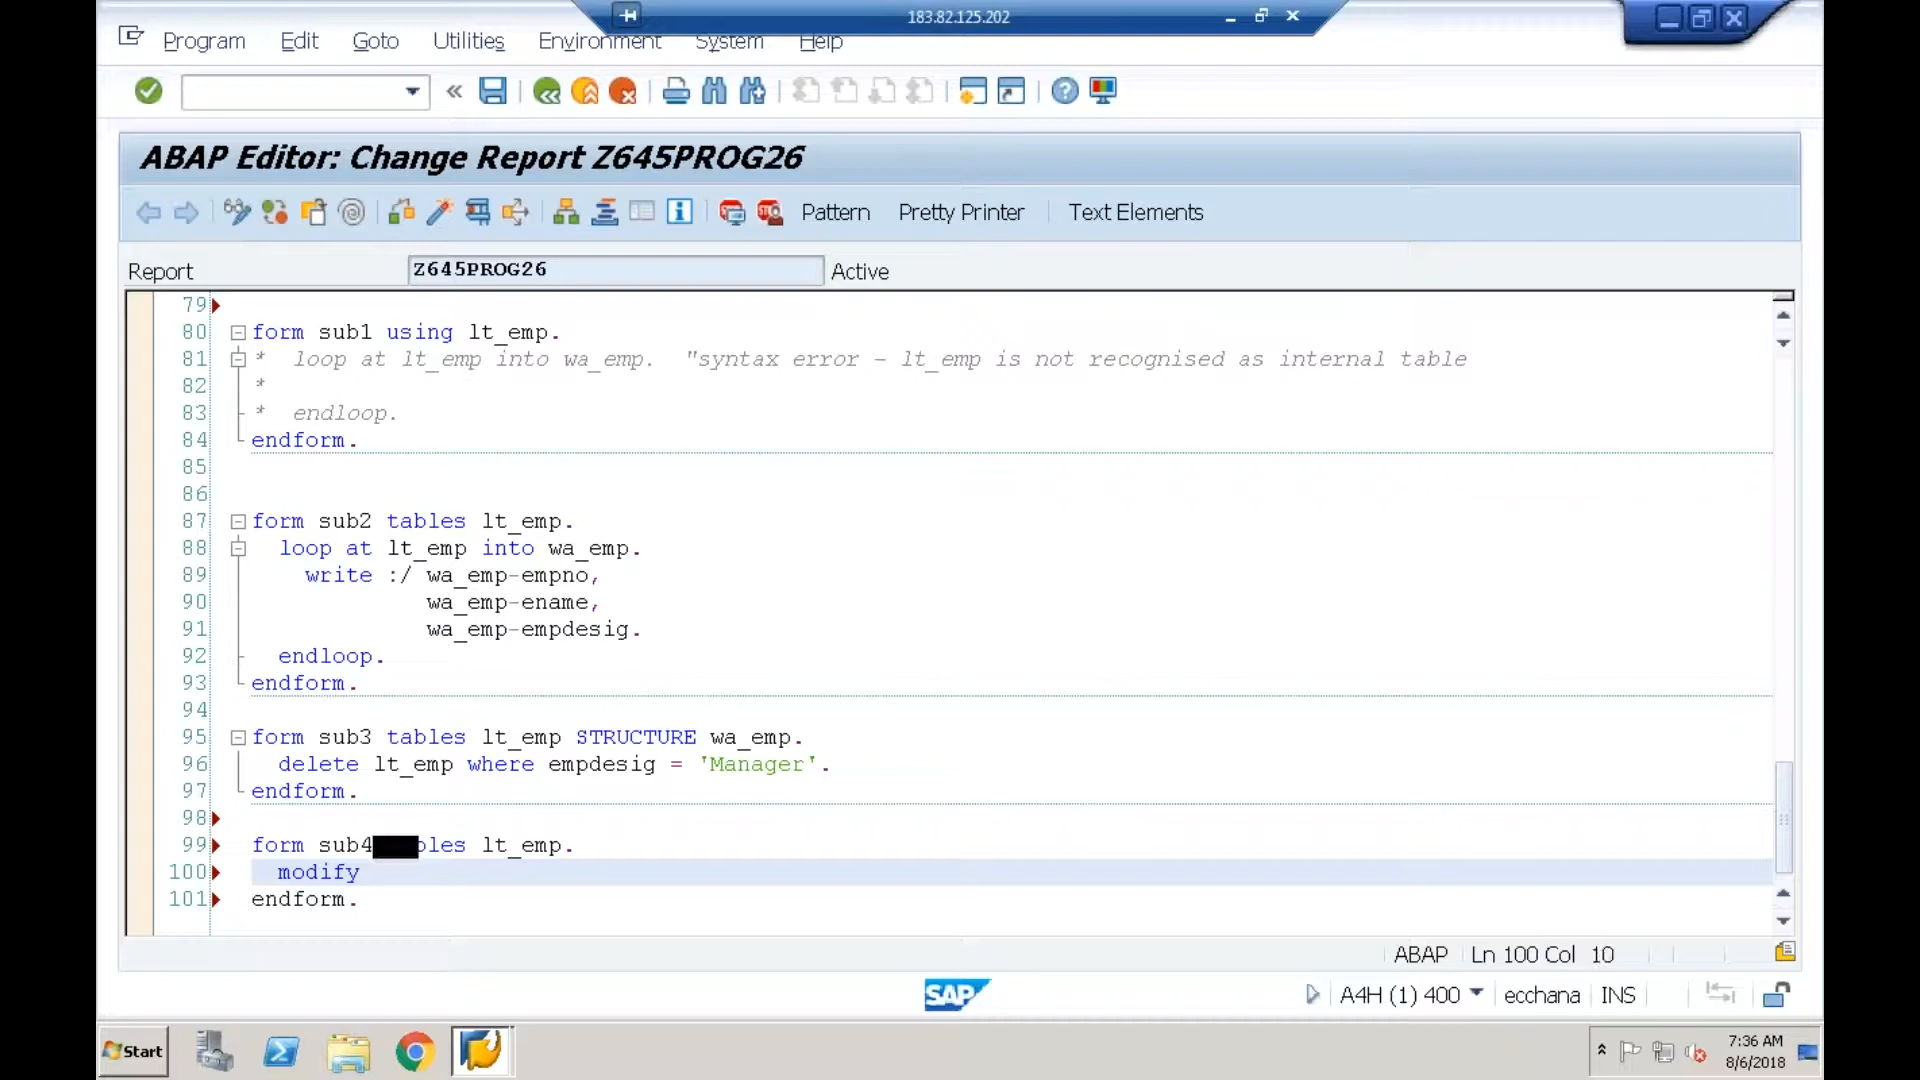 183.82.125.202
Program Edit Goto Utilities Environment System Help
ABAP Editor: Change Report Z645PROG26
Pattern Pretty Printer Text Elements
Report Z645PROG26 Active
79
80 form sub1 using lt_emp.
81 * loop at lt_emp into wa_emp. "syntax error - lt_emp is not recognised as internal table
82 *
83 * endloop.
84 endform.
85
86
87 form sub2 tables lt_emp.
88 loop at lt_emp into wa_emp.
89 write :/ wa_emp-empno,
90 wa_emp-ename,
91 wa_emp-empdesig.
92 endloop.
93 endform.
94
95 form sub3 tables lt_emp STRUCTURE wa_emp.
96 delete lt_emp where empdesig = 'Manager'.
97 endform.
98
99 form sub4 bles lt_emp.
100 modify
101 endform.
ABAP Ln 100 Col 10
SAP A4H (1) 400 ecchana INS
Start 7:36 AM
8/6/2018